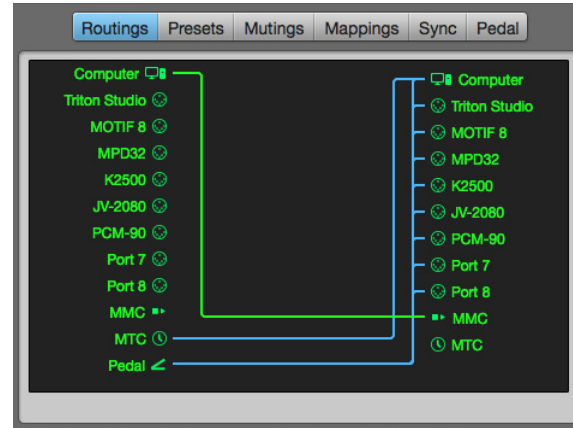 Routings Presets Mutings Mappings Sync Pedal
Computer Computer
Triton Studio Triton Studio
MOTIF 8 MOTIF 8
MPD32 MPD32
K2500 K2500
JV-2080 JV-2080
PCM-90 PCM-90
Port 7 Port 7
Port 8 Port 8
MMC MMC
MTC MTC
Pedal